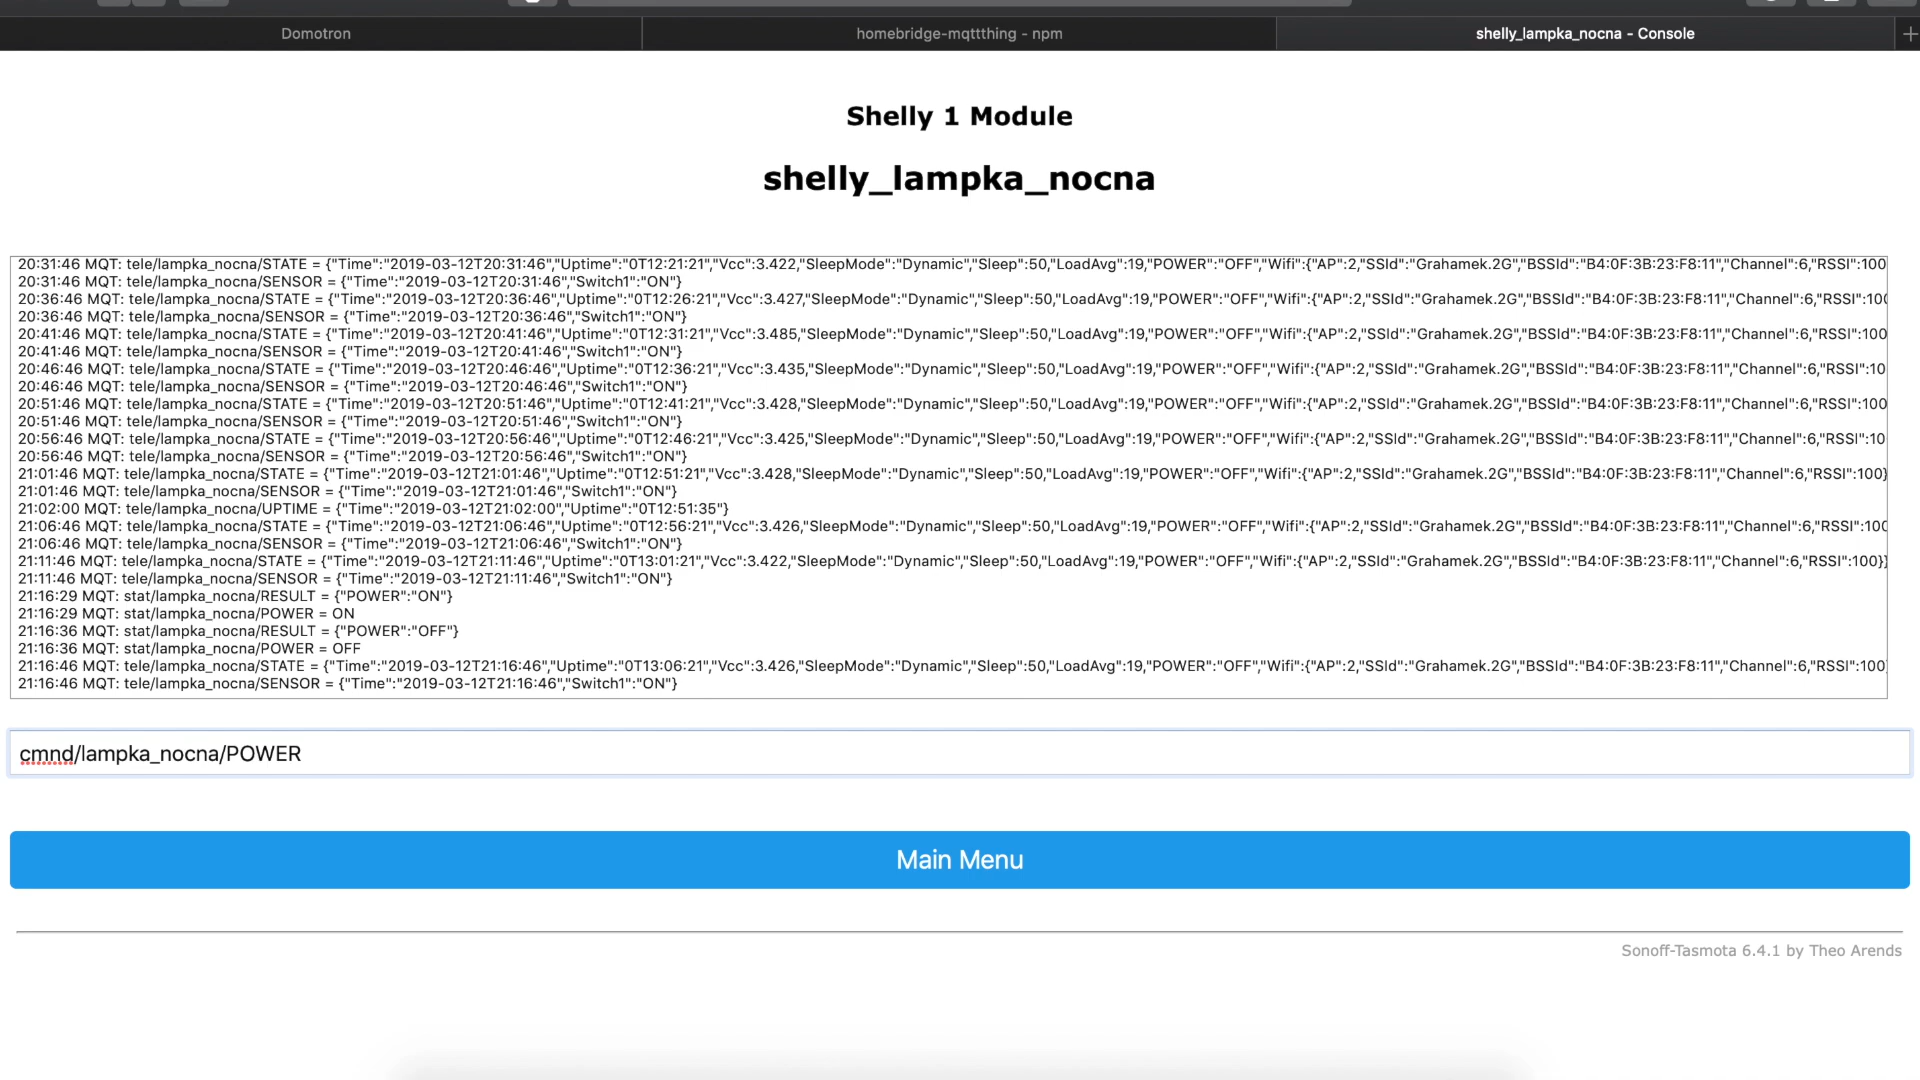 Domotron
homebridge-mqttthing - npm
shelly_lampka_nocna - Console
Shelly 1 Module
shelly_lampka_nocna
20:31:46 MQT: tele/lampka_nocna/STATE = {"Time":"2019-03-12T20:31:46","Uptime":"0T12:21:21","Vcc":3.422,"SleepMode":"Dynamic","Sleep":50,"LoadAvg":19,"POWER":"OFF","Wifi":{"AP":2,"SSId":"Grahamek.2G","BSSId":"B4:0F:3B:23:F8:11","Channel":6,"RSSI":100
20:31:46 MQT: tele/lampka_nocna/SENSOR = {"Time":"2019-03-12T20:31:46","Switch1":"ON"}
20:36:46 MQT: tele/lampka_nocna/STATE = {"Time":"2019-03-12T20:36:46","Uptime":"0T12:26:21","Vcc":3.427,"SleepMode":"Dynamic","Sleep":50,"LoadAvg":19,"POWER":"OFF","Wifi":{"AP":2,"SSId":"Grahamek.2G","BSSId":"B4:0F:3B:23:F8:11","Channel":6,"RSSI":100
20:36:46 MQT: tele/lampka_nocna/SENSOR = {"Time":"2019-03-12T20:36:46","Switch1":"ON"}
20:41:46 MQT: tele/lampka_nocna/STATE = {"Time":"2019-03-12T20:41:46","Uptime":"0T12:31:21","Vcc":3.485,"SleepMode":"Dynamic","Sleep":50,"LoadAvg":19,"POWER":"OFF","Wifi":{"AP":2,"SSId":"Grahamek.2G","BSSId":"B4:0F:3B:23:F8:11","Channel":6,"RSSI":100
20:41:46 MQT: tele/lampka_nocna/SENSOR = {"Time":"2019-03-12T20:41:46","Switch1":"ON"}
20:46:46 MQT: tele/lampka_nocna/STATE = {"Time":"2019-03-12T20:46:46","Uptime":"0T12:36:21","Vcc":3.435,"SleepMode":"Dynamic","Sleep":50,"LoadAvg":19,"POWER":"OFF","Wifi":{"AP":2,"SSId":"Grahamek.2G","BSSId":"B4:0F:3B:23:F8:11","Channel":6,"RSSI":10
20:46:46 MQT: tele/lampka_nocna/SENSOR = {"Time":"2019-03-12T20:46:46","Switch1":"ON"}
20:51:46 MQT: tele/lampka_nocna/STATE = {"Time":"2019-03-12T20:51:46","Uptime":"0T12:41:21","Vcc":3.428,"SleepMode":"Dynamic","Sleep":50,"LoadAvg":19,"POWER":"OFF","Wifi":{"AP":2,"SSId":"Grahamek.2G","BSSId":"B4:0F:3B:23:F8:11","Channel":6,"RSSI":100
20:51:46 MQT: tele/lampka_nocna/SENSOR = {"Time":"2019-03-12T20:51:46","Switch1":"ON"}
20:56:46 MQT: tele/lampka_nocna/STATE = {"Time":"2019-03-12T20:56:46","Uptime":"0T12:46:21","Vcc":3.425,"SleepMode":"Dynamic","Sleep":50,"LoadAvg":19,"POWER":"OFF","Wifi":{"AP":2,"SSId":"Grahamek.2G","BSSId":"B4:0F:3B:23:F8:11","Channel":6,"RSSI":10
20:56:46 MQT: tele/lampka_nocna/SENSOR = {"Time":"2019-03-12T20:56:46","Switch1":"ON"}
21:01:46 MQT: tele/lampka_nocna/STATE = {"Time":"2019-03-12T21:01:46","Uptime":"0T12:51:21","Vcc":3.428,"SleepMode":"Dynamic","Sleep":50,"LoadAvg":19,"POWER":"OFF","Wifi":{"AP":2,"SSId":"Grahamek.2G","BSSId":"B4:0F:3B:23:F8:11","Channel":6,"RSSI":100}
21:01:46 MQT: tele/lampka_nocna/SENSOR = {"Time":"2019-03-12T21:01:46","Switch1":"ON"}
21:02:00 MQT: tele/lampka_nocna/UPTIME = {"Time":"2019-03-12T21:02:00","Uptime":"0T12:51:35"}
21:06:46 MQT: tele/lampka_nocna/STATE = {"Time":"2019-03-12T21:06:46","Uptime":"0T12:56:21","Vcc":3.426,"SleepMode":"Dynamic","Sleep":50,"LoadAvg":19,"POWER":"OFF","Wifi":{"AP":2,"SSId":"Grahamek.2G","BSSId":"B4:0F:3B:23:F8:11","Channel":6,"RSSI":100
21:06:46 MQT: tele/lampka_nocna/SENSOR = {"Time":"2019-03-12T21:06:46","Switch1":"ON"}
21:11:46 MQT: tele/lampka_nocna/STATE = {"Time":"2019-03-12T21:11:46","Uptime":"0T13:01:21","Vcc":3.422,"SleepMode":"Dynamic","Sleep":50,"LoadAvg":19,"POWER":"OFF","Wifi":{"AP":2,"SSId":"Grahamek.2G","BSSId":"B4:0F:3B:23:F8:11","Channel":6,"RSSI":100}}
21:11:46 MQT: tele/lampka_nocna/SENSOR = {"Time":"2019-03-12T21:11:46","Switch1":"ON"}
21:16:29 MQT: stat/lampka_nocna/RESULT = {"POWER":"ON"}
21:16:29 MQT: stat/lampka_nocna/POWER = ON
21:16:36 MQT: stat/lampka_nocna/RESULT = {"POWER":"OFF"}
21:16:36 MQT: stat/lampka_nocna/POWER = OFF
21:16:46 MQT: tele/lampka_nocna/STATE = {"Time":"2019-03-12T21:16:46","Uptime":"0T13:06:21","Vcc":3.426,"SleepMode":"Dynamic","Sleep":50,"LoadAvg":19,"POWER":"OFF","Wifi":{"AP":2,"SSId":"Grahamek.2G","BSSId":"B4:0F:3B:23:F8:11","Channel":6,"RSSI":100
21:16:46 MQT: tele/lampka_nocna/SENSOR = {"Time":"2019-03-12T21:16:46","Switch1":"ON"}
cmnd/lampka_nocna/POWER
Main Menu
Sonoff-Tasmota 6.4.1 by Theo Arends